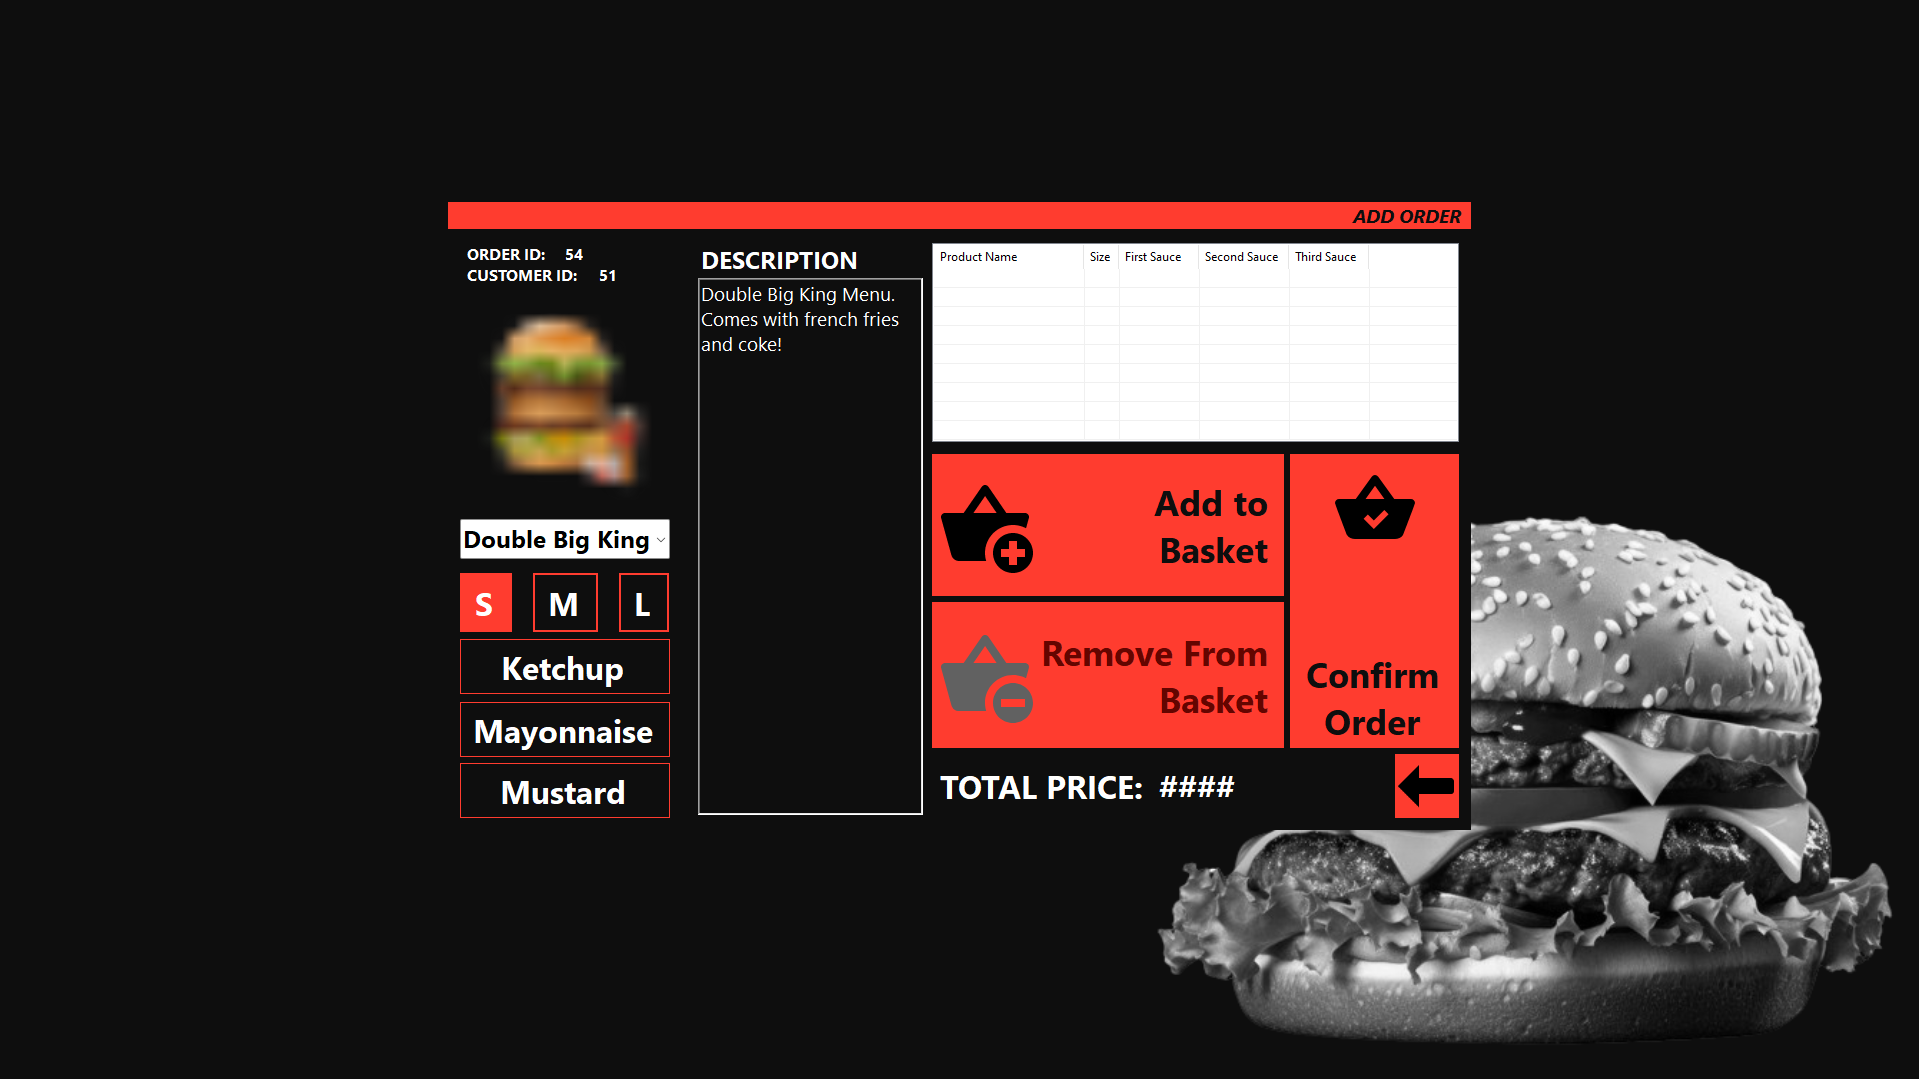 ADD ORDER
ORDER ID: 54
CUSTOMER ID: 51
Double Big King
S M L
Ketchup
Mayonnaise
Mustard
DESCRIPTION
Double Big King Menu.
Comes with french fries
and coke!
Product Name Size First Sauce Second Sauce Third Sauce
Add to
Basket
Remove From
Basket
Confirm
Order
TOTAL PRICE: ####